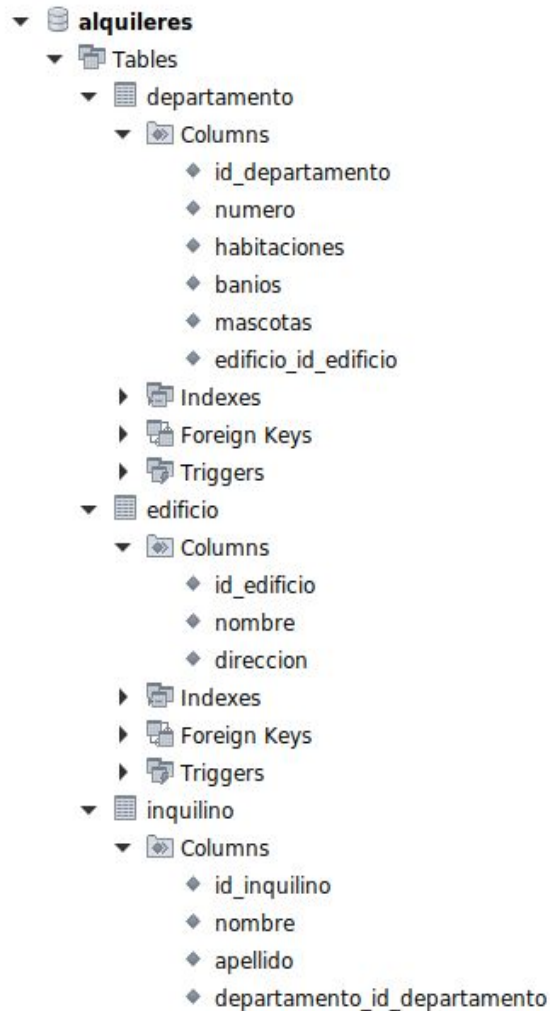 alquileres
Tables
departamento
Columns
id_departamento
numero
habitaciones
banios
mascotas
edificio_id_edificio
Indexes
Foreign Keys
Triggers
edificio
Columns
id_edificio
nombre
direccion
Indexes
Foreign Keys
Triggers
inquilino
Columns
id_inquilino
nombre
apellido
departamento_id_departamento